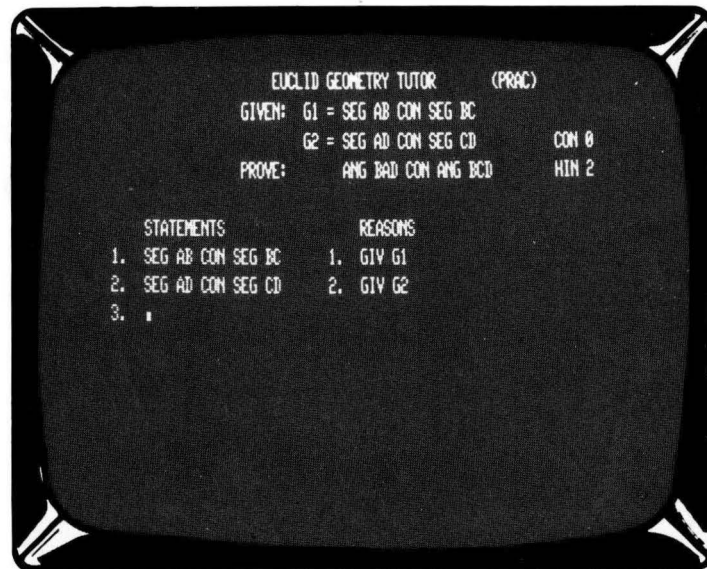 EUCLID GEOMETRY TUTOR (PRAC)
GIVEN: G1 = SEG AB CON SEG BC
G2 = SEG AD CON SEG CD CON 0
PROVE: ANG BAD CON ANG BCD HIN 2
STATEMENTS REASONS
1. SEG AB CON SEG BC 1. GIV G1
2. SEG AD CON SEG CD 2. GIV G2
3.